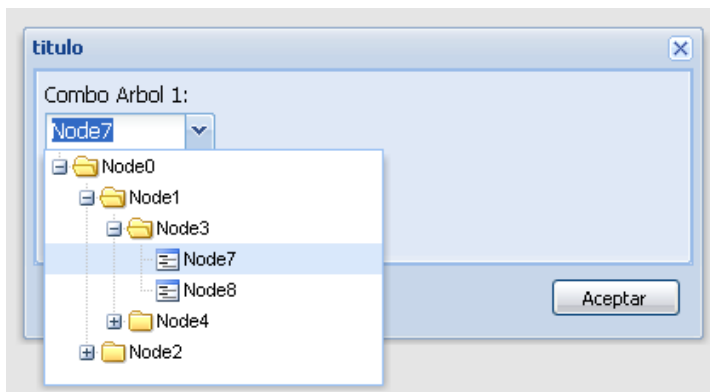 titulo
Combo Arbol 1:
Node7
Node0
Node1
Node3
Node7
Node8
Aceptar
Node4
Node2